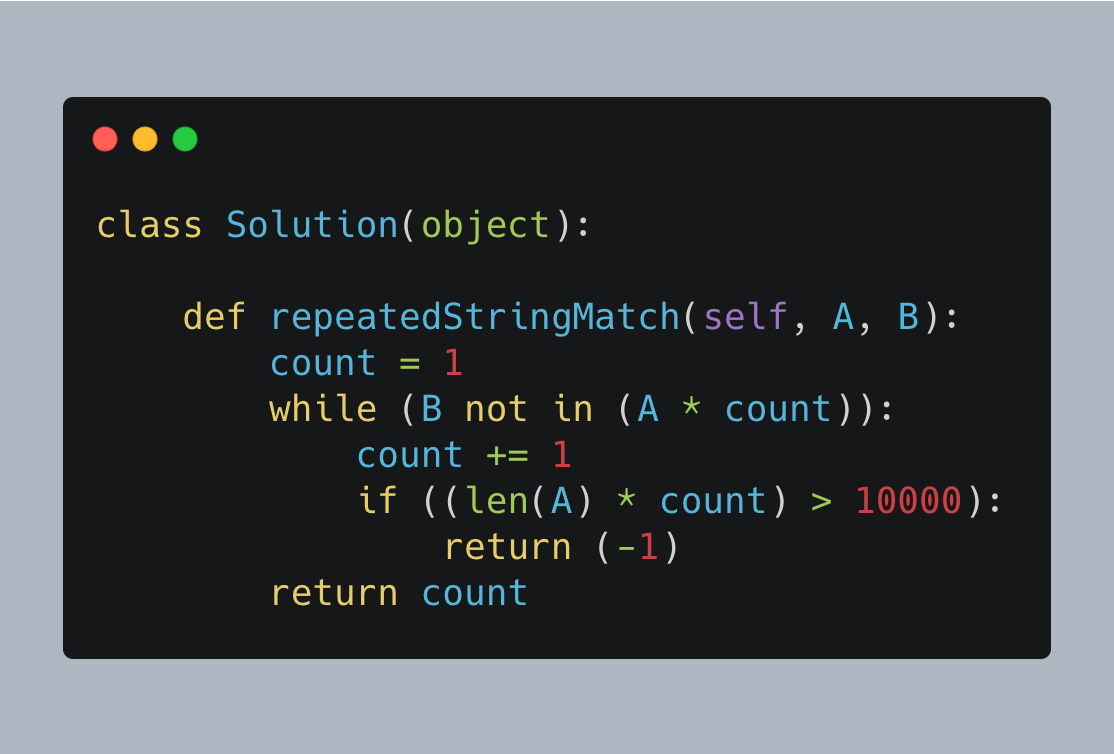 class Solution(object):

    def repeatedStringMatch(self, A, B):
        count = 1
        while (B not in (A * count)):
            count += 1
            if ((len(A) * count) > 10000):
                return (-1)
        return count